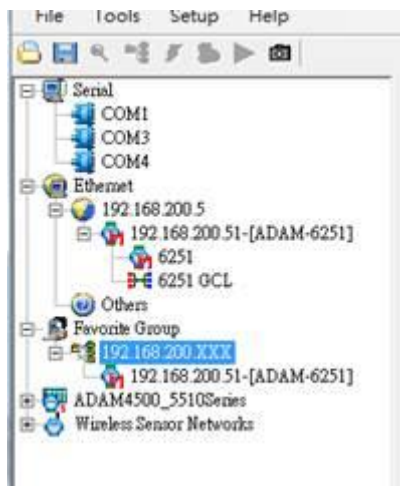 File Tools Setup Help
Serial
COM1
COM3
COM4
Ethernet
192.168.200.5
192.168.200.51-[ADAM-6251]
6251
6251 GCL
Others
Favorite Group
192.168.200.XXX
192.168.200.51-[ADAM-6251]
ADAM4500_5510Series
Wireless Sensor Networks